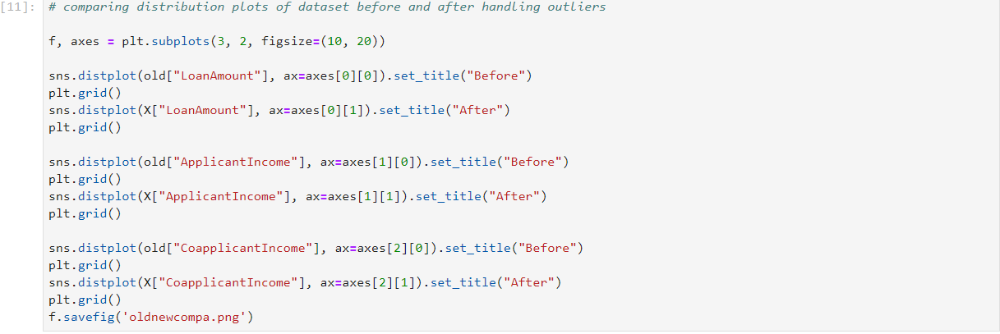 [11]: # comparing distribution plots of dataset before and after handling outliers
f, axes = plt.subplots(3, 2, figsize=(10, 20))
sns.distplot(old["LoanAmount"], ax=axes[0][0]).set_title("Before")
plt.grid()
sns.distplot(X["LoanAmount"], ax=axes[0][1]).set_title("After")
plt.grid()
sns.distplot(old["ApplicantIncome"], ax=axes[1][0]).set_title("Before")
plt.grid()
sns.distplot(X["ApplicantIncome"], ax=axes[1][1]).set_title("After")
plt.grid()
sns.distplot(old["CoapplicantIncome"], ax=axes[2][0]).set_title("Before")
plt.grid()
sns.distplot(X["CoapplicantIncome"], ax=axes[2][1]).set_title("After")
plt.grid()
f.savefig('oldnewcompa.png')